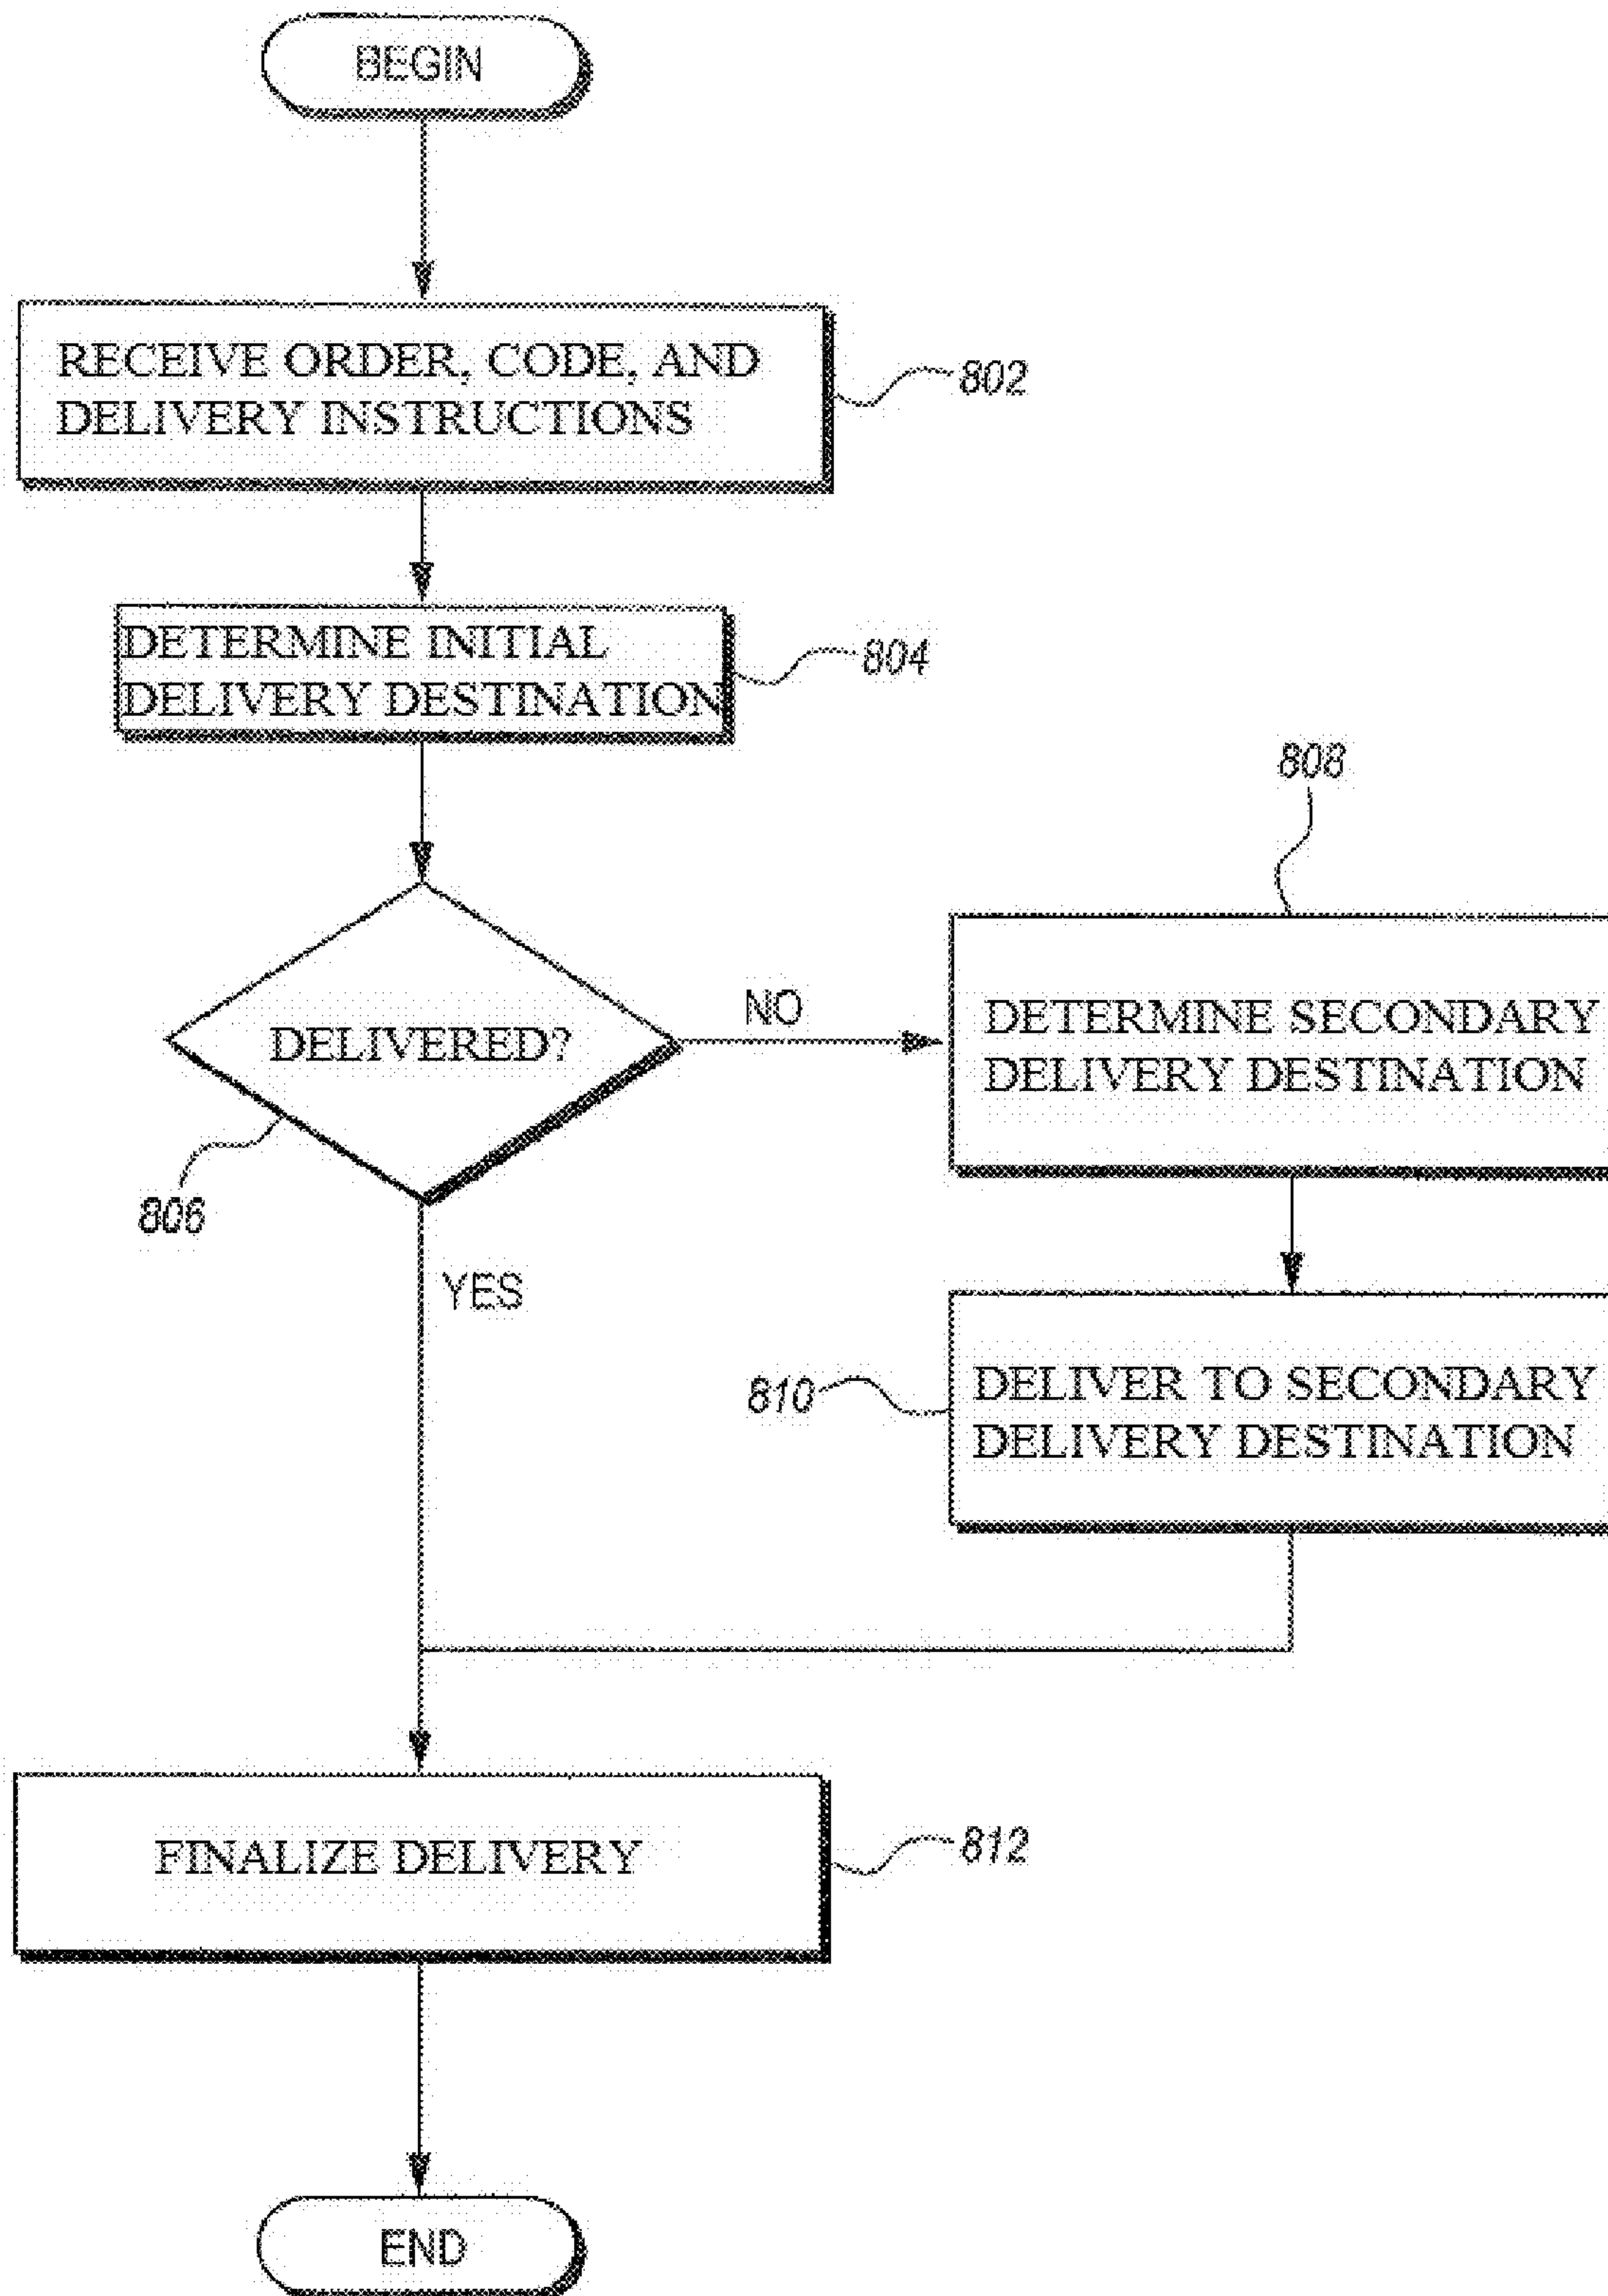 BEGIN
RECEIVE ORDER, CODE, AND
DELIVERY INSTRUCTIONS
802
DETERMINE INITIAL
DELIVERY DESTINATION
804
DELIVERED?
806
NO
YES
808
DETERMINE SECONDARY
DELIVERY DESTINATION
810
DELIVER TO SECONDARY
DELIVERY DESTINATION
FINALIZE DELIVERY
812
END